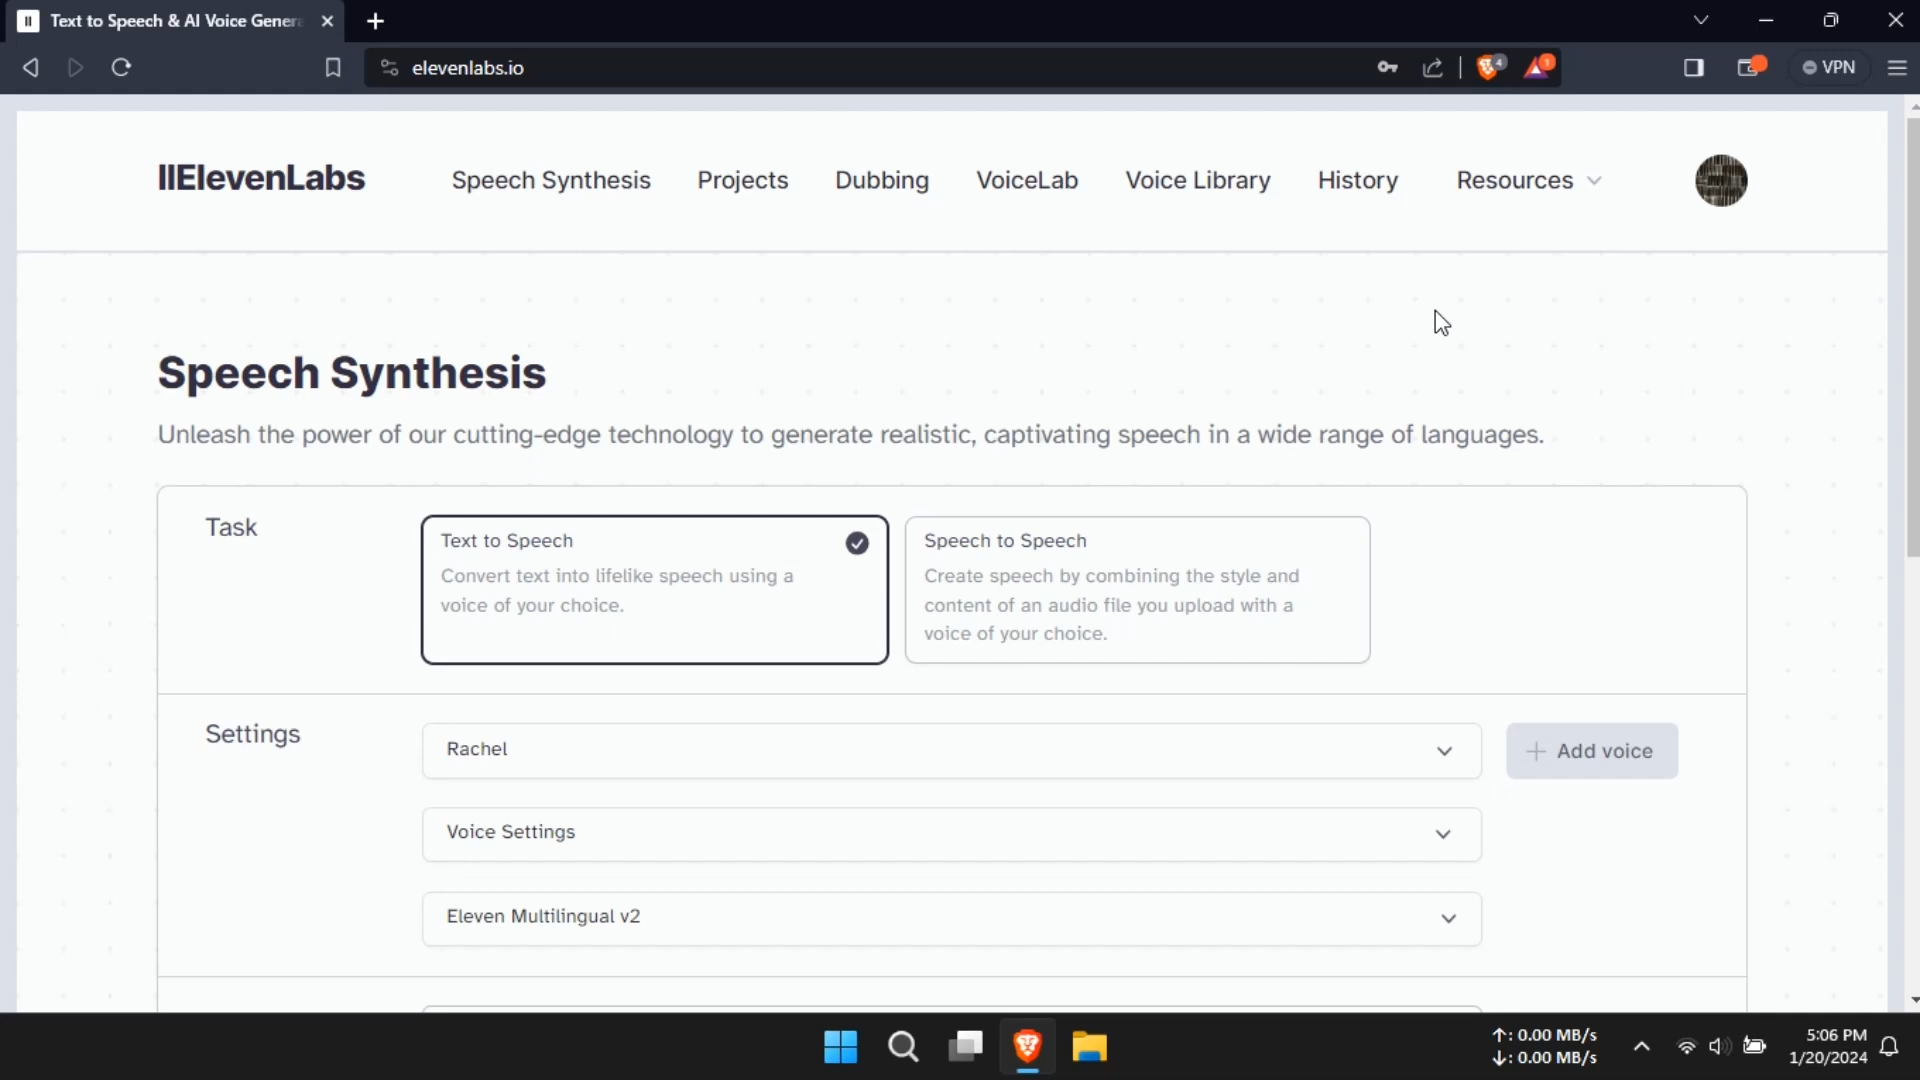 Text to Speech & AI Voice Gener
elevenlabs.io
4
1
VPN
IIElevenLabs
Speech Synthesis
Projects
Dubbing
VoiceLab
Voice Library
History
Resources
Speech Synthesis
Unleash the power of our cutting-edge technology to generate realistic, captivating speech in a wide range of languages.
Task
Text to Speech
Convert text into lifelike speech using a
voice of your choice.
Speech to Speech
Create speech by combining the style and
content of an audio file you upload with a
voice of your choice.
Settings
Rachel
Add voice
Voice Settings
Eleven Multilingual v2
↑: 0.00 MB/s
↓: 0.00 MB/s
5:06 PM
1/20/2024